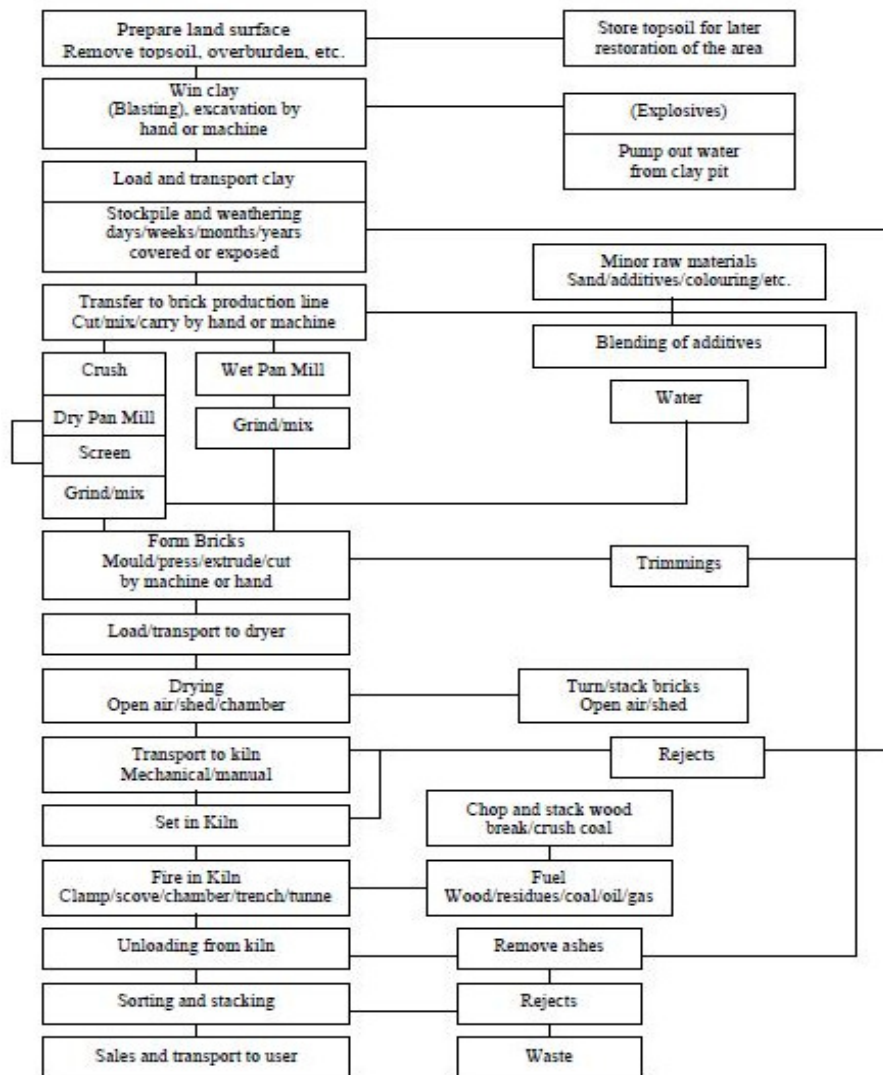 Prepare land surface
Remove topsoil, overburden, etc.
Store topsoil for later
restoration of the area
Win clay
(Blasting), excavation by
hand or machine
(Explosives)
Pump out water
from clay pit
Load and transport clay
Stockpile and weathering
days/weeks/months/years
covered or exposed
Minor raw materials
Sand/additives/colouring/etc.
Transfer to brick production line
Cut/mix/carry by hand or machine
Blending of additives
Crush
Wet Pan Mill
Water
Dry Pan Mill
Grind/mix
Screen
Grind/mix
Form Bricks
Mould/press/extrude/cut
by machine or hand
Trimmings
Load/transport to dryer
Drying
Open air/shed/chamber
Turn/stack bricks
Open air/shed
Transport to kiln
Mechanical/manual
Rejects
Set in Kiln
Chop and stack wood
break/crush coal
Fire in Kiln
Clamp/scove/chamber/trench/tunne
Fuel
Wood/residues/coal/oil/gas
Unloading from kiln
Remove ashes
Sorting and stacking
Rejects
Sales and transport to user
Waste